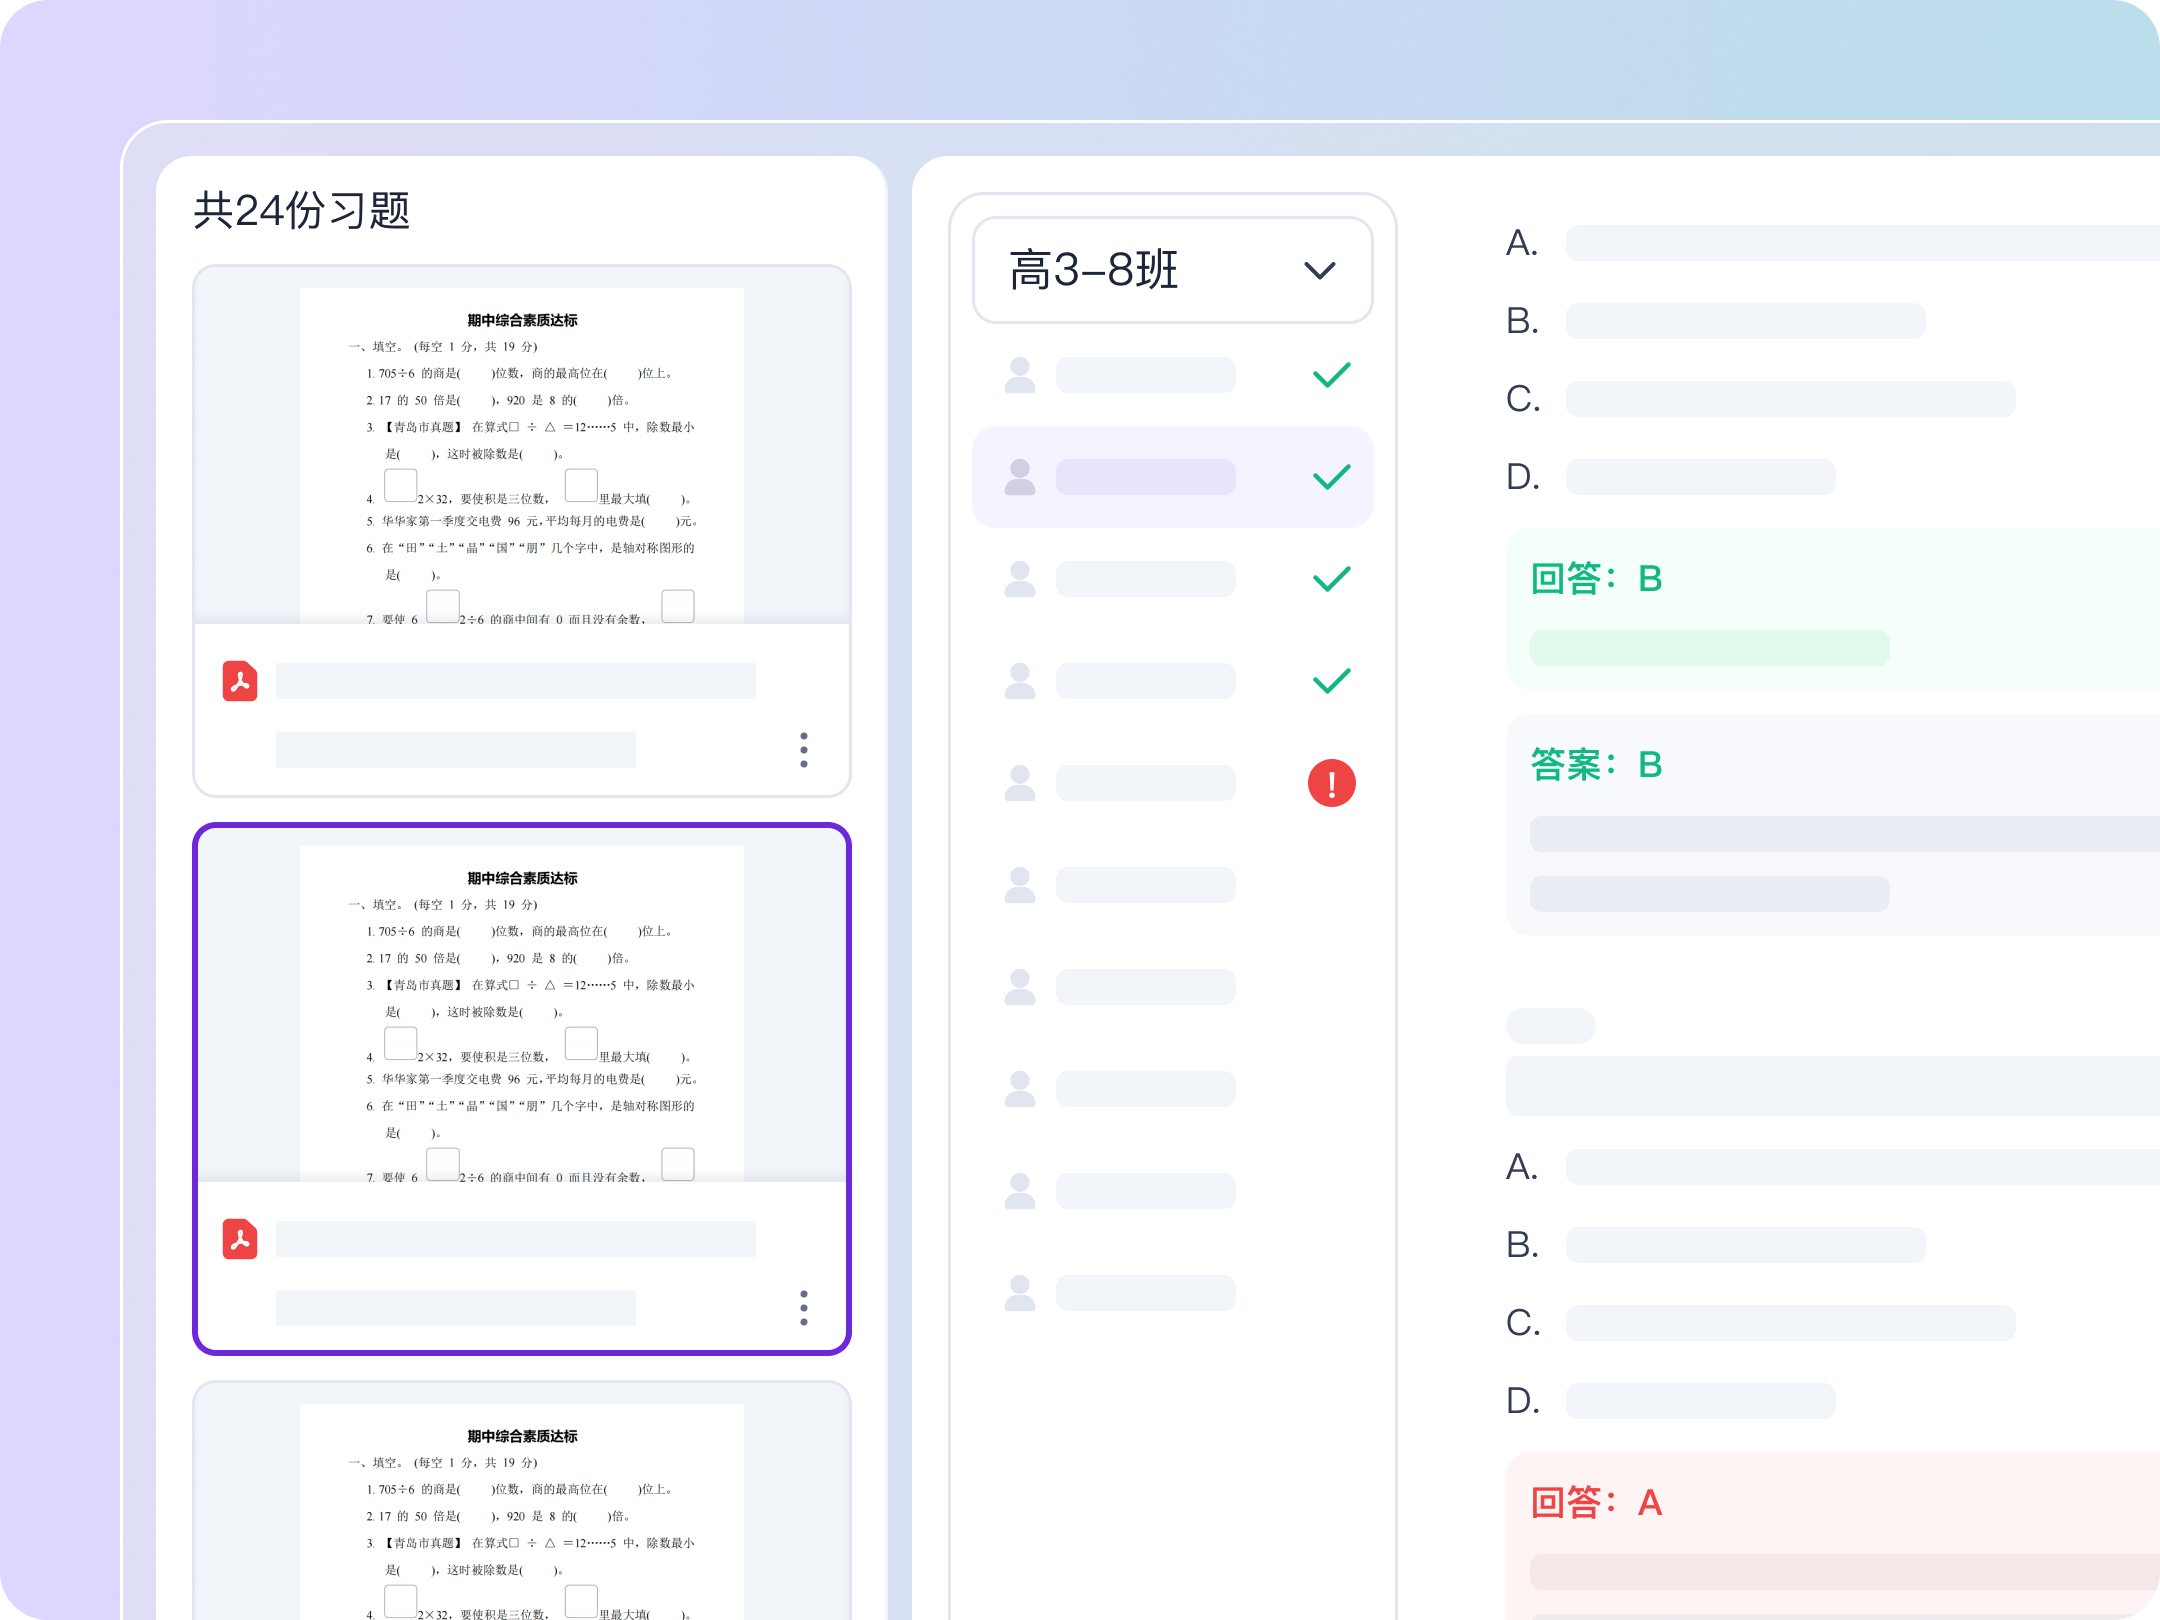 共24份习题
期中综合素质达标
一、填空。(每空 1 分，共 19 分)
1. 705÷6 的商是(　　)位数，商的最高位在(　　)位上。
2. 17 的 50 倍是(　　)，920 是 8 的(　　)倍。
3. 【青岛市真题】 在算式□ ÷ △ ＝12……5 中，除数最小
是(　　)，这时被除数是(　　)。
4. □2×32，要使积是三位数，□里最大填(　　)。
5. 华华家第一季度交电费 96 元，平均每月的电费是(　　)元。
6. 在“田”“土”“晶”“国”“朋”几个字中，是轴对称图形的
是(　　)。
7. 要使 6□2÷6 的商中间有 0 而且没有余数，□
期中综合素质达标
一、填空。(每空 1 分，共 19 分)
1. 705÷6 的商是(　　)位数，商的最高位在(　　)位上。
2. 17 的 50 倍是(　　)，920 是 8 的(　　)倍。
3. 【青岛市真题】 在算式□ ÷ △ ＝12……5 中，除数最小
是(　　)，这时被除数是(　　)。
4. □2×32，要使积是三位数，□里最大填(　　)。
5. 华华家第一季度交电费 96 元，平均每月的电费是(　　)元。
6. 在“田”“土”“晶”“国”“朋”几个字中，是轴对称图形的
是(　　)。
7. 要使 6□2÷6 的商中间有 0 而且没有余数，□
期中综合素质达标
一、填空。(每空 1 分，共 19 分)
1. 705÷6 的商是(　　)位数，商的最高位在(　　)位上。
2. 17 的 50 倍是(　　)，920 是 8 的(　　)倍。
3. 【青岛市真题】 在算式□ ÷ △ ＝12……5 中，除数最小
是(　　)，这时被除数是(　　)。
4. □2×32，要使积是三位数，□里最大填(　　)。
高3-8班
A.
B.
C.
D.
回答：B
答案：B
A.
B.
C.
D.
回答：A